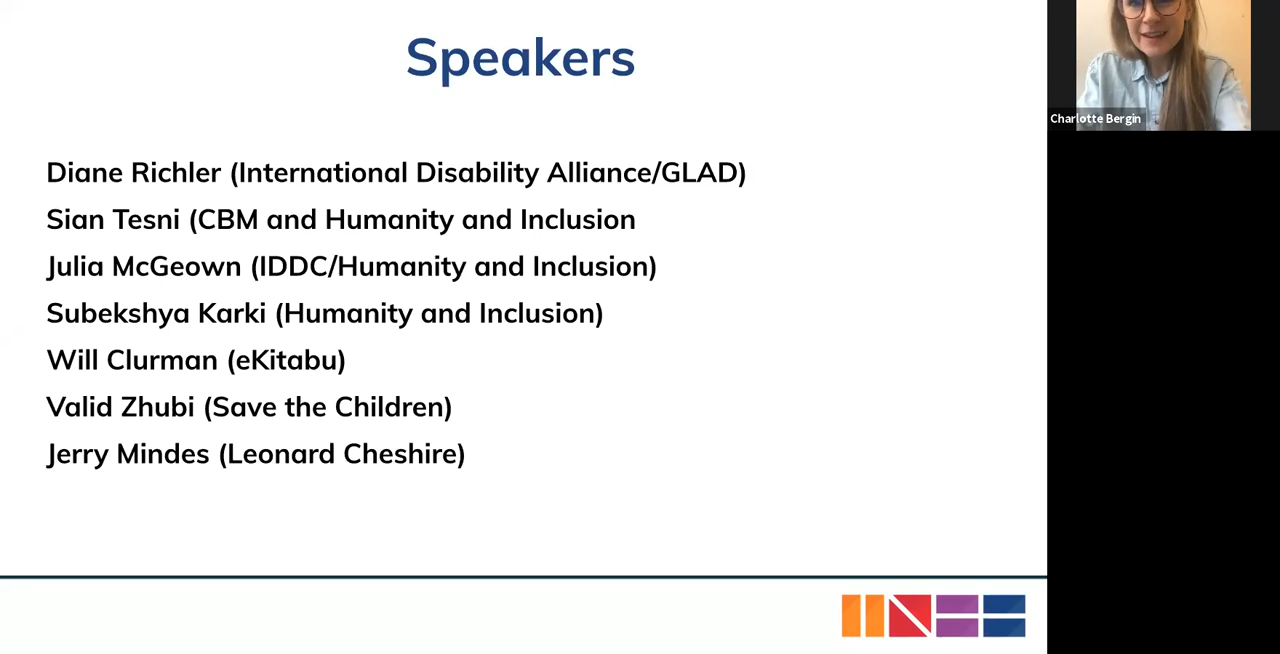 Speakers
Diane Richler (International Disability Alliance/GLAD)
Sian Tesni (CBM and Humanity and Inclusion
Julia McGeown (IDDC/Humanity and Inclusion)
Subekshya Karki (Humanity and Inclusion)
Will Clurman (eKitabu)
Valid Zhubi (Save the Children)
Jerry Mindes (Leonard Cheshire)
Charlotte Bergin
INEE